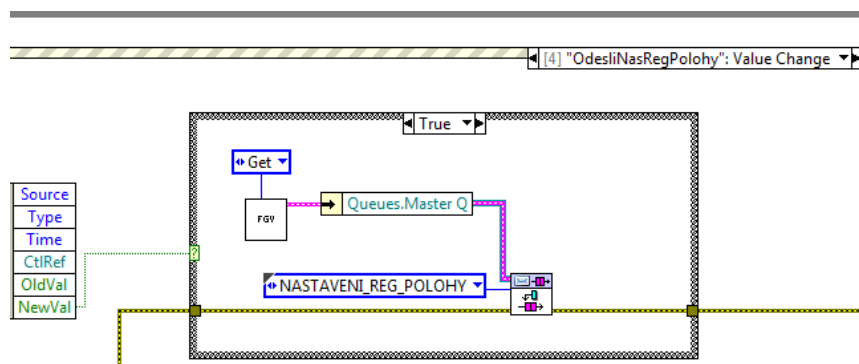 [4] "OdesliNasRegPolohy": Value Change
True
Get
Source
Type
Time
CtlRef
OldVal
NewVal
FGV
Queues.Master Q
?
NASTAVENI_REG_POLOHY